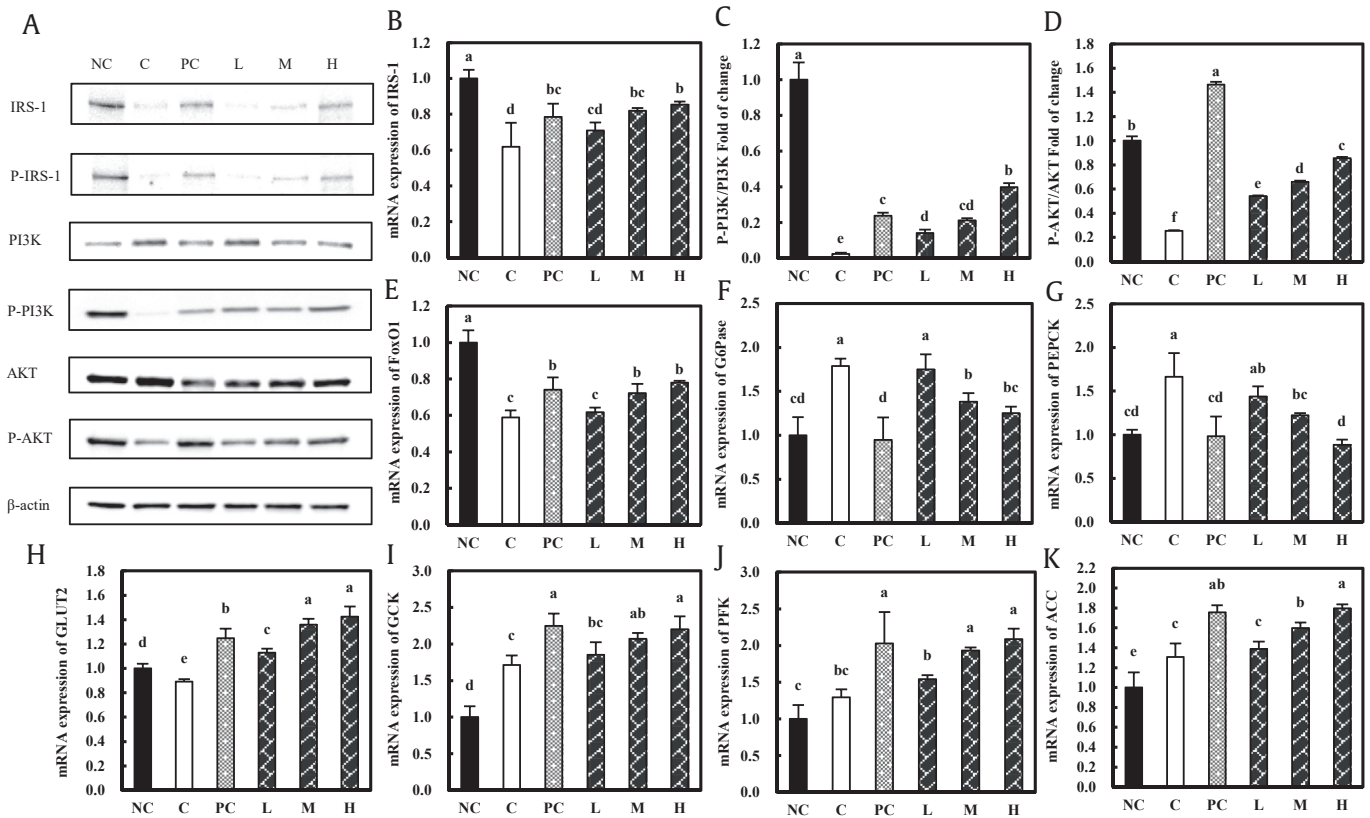 A
NC C PC L M H
IRS-1
P-IRS-1
PI3K
P-PI3K
AKT
P-AKT
β-actin
B
mRNA expression of IRS-1
1.2
1.0
0.8
0.6
0.4
0.2
0.0
a
d
bc
cd
b
b
NC C PC L M H
C
P-PI3K/PI3K Fold of change
1.2
1.0
0.8
0.6
0.4
0.2
0.0
a
e
c
d
cd
b
NC C PC L M H
D
P-AKT/AKT Fold of change
1.8
1.6
1.4
1.2
1.0
0.8
0.6
0.4
0.2
0.0
b
f
a
e
d
c
NC C PC L M H
E
mRNA expression of FoxO1
1.2
1.0
0.8
0.6
0.4
0.2
0.0
a
c
b
c
b
b
NC C PC L M H
F
mRNA expression of G6Pase
2.5
2.0
1.5
1.0
0.5
0.0
cd
a
d
a
b
bc
NC C PC L M H
G
mRNA expression of PEPCK
2.5
2.0
1.5
1.0
0.5
0.0
cd
a
cd
ab
bc
d
NC C PC L M H
H
mRNA expression of GLUT2
1.8
1.6
1.4
1.2
1.0
0.8
0.6
0.4
0.2
0.0
d
e
b
c
a
a
NC C PC L M H
I
mRNA expression of GCK
3.0
2.5
2.0
1.5
1.0
0.5
0.0
d
c
a
bc
ab
a
NC C PC L M H
J
mRNA expression of PFK
3.0
2.5
2.0
1.5
1.0
0.5
0.0
c
bc
a
b
a
a
NC C PC L M H
K
mRNA expression of ACC
2.2
2.0
1.8
1.6
1.4
1.2
1.0
0.8
0.6
0.4
0.2
0.0
e
c
ab
c
b
a
NC C PC L M H